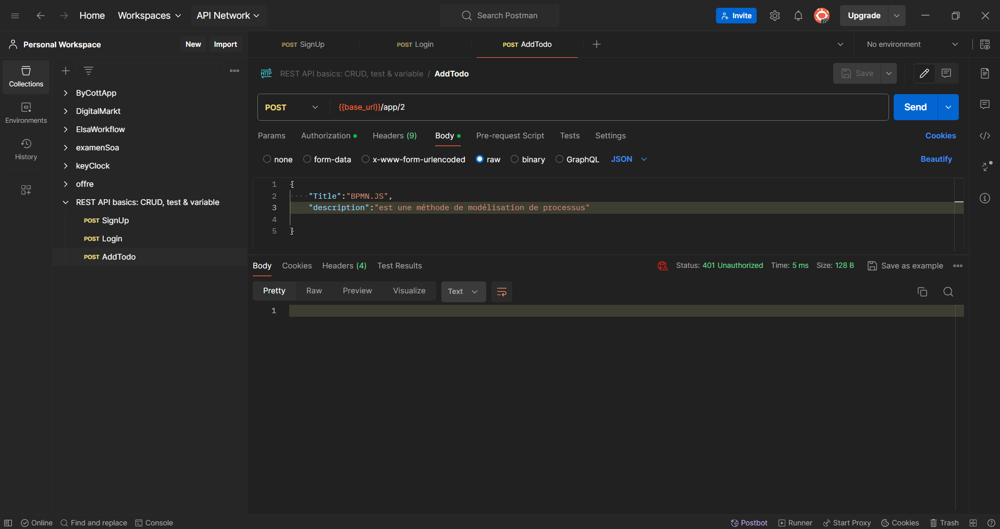 Home Workspaces API Network Search Postman Invite Upgrade
Personal Workspace New Import POST SignUp POST Login POST AddTodo No environment
Collections
Environments
History
ByCottApp
DigitalMarkt
ElsaWorkflow
examenSoa
keyClock
offre
REST API basics: CRUD, test & variable
POST SignUp
POST Login
POST AddTodo
HTTP REST API basics: CRUD, test & variable / AddTodo Save
POST {{base_url}}/app/2 Send
Params Authorization Headers (9) Body Pre-request Script Tests Settings Cookies
none form-data x-www-form-urlencoded raw binary GraphQL JSON Beautify
1 {
2 "Title":"BPMN.JS",
3 "description":"est une méthode de modélisation de processus"
4
5 }
Body Cookies Headers (4) Test Results Status: 401 Unauthorized Time: 5 ms Size: 128 B Save as example
Pretty Raw Preview Visualize Text
1
Online Find and replace Console Postbot Runner Start Proxy Cookies Trash